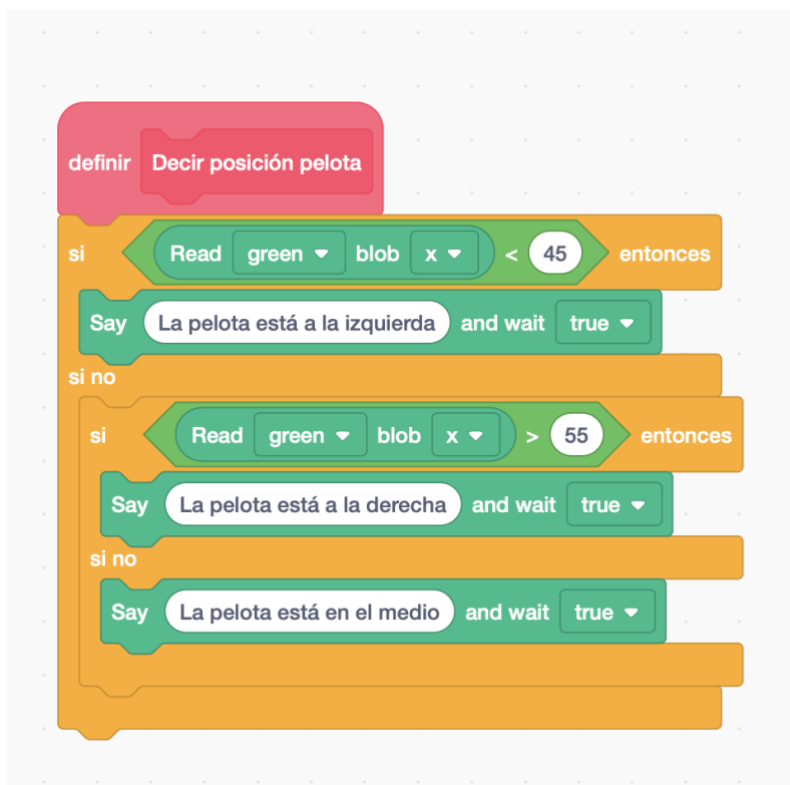 definir Decir posición pelota
si Read green blob x < 45 entonces
Say La pelota está a la izquierda and wait true
si no
si Read green blob x > 55 entonces
Say La pelota está a la derecha and wait true
si no
Say La pelota está en el medio and wait true